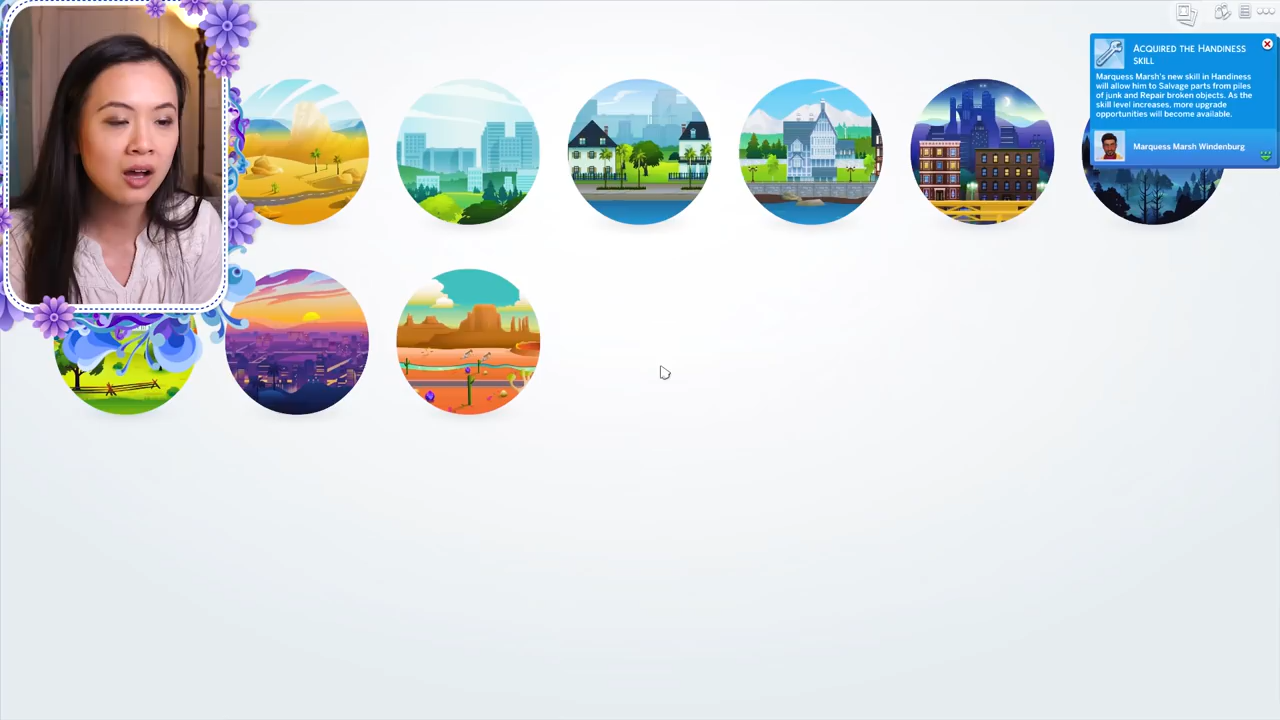 ACQUIRED THE HANDINESS
SKILL
Marquess Marsh's new skill in Handiness
will allow him to Salvage parts from piles
of junk and Repair broken objects. As the
skill level increases, more upgrade
opportunities will become available.
Marquess Marsh Windenburg